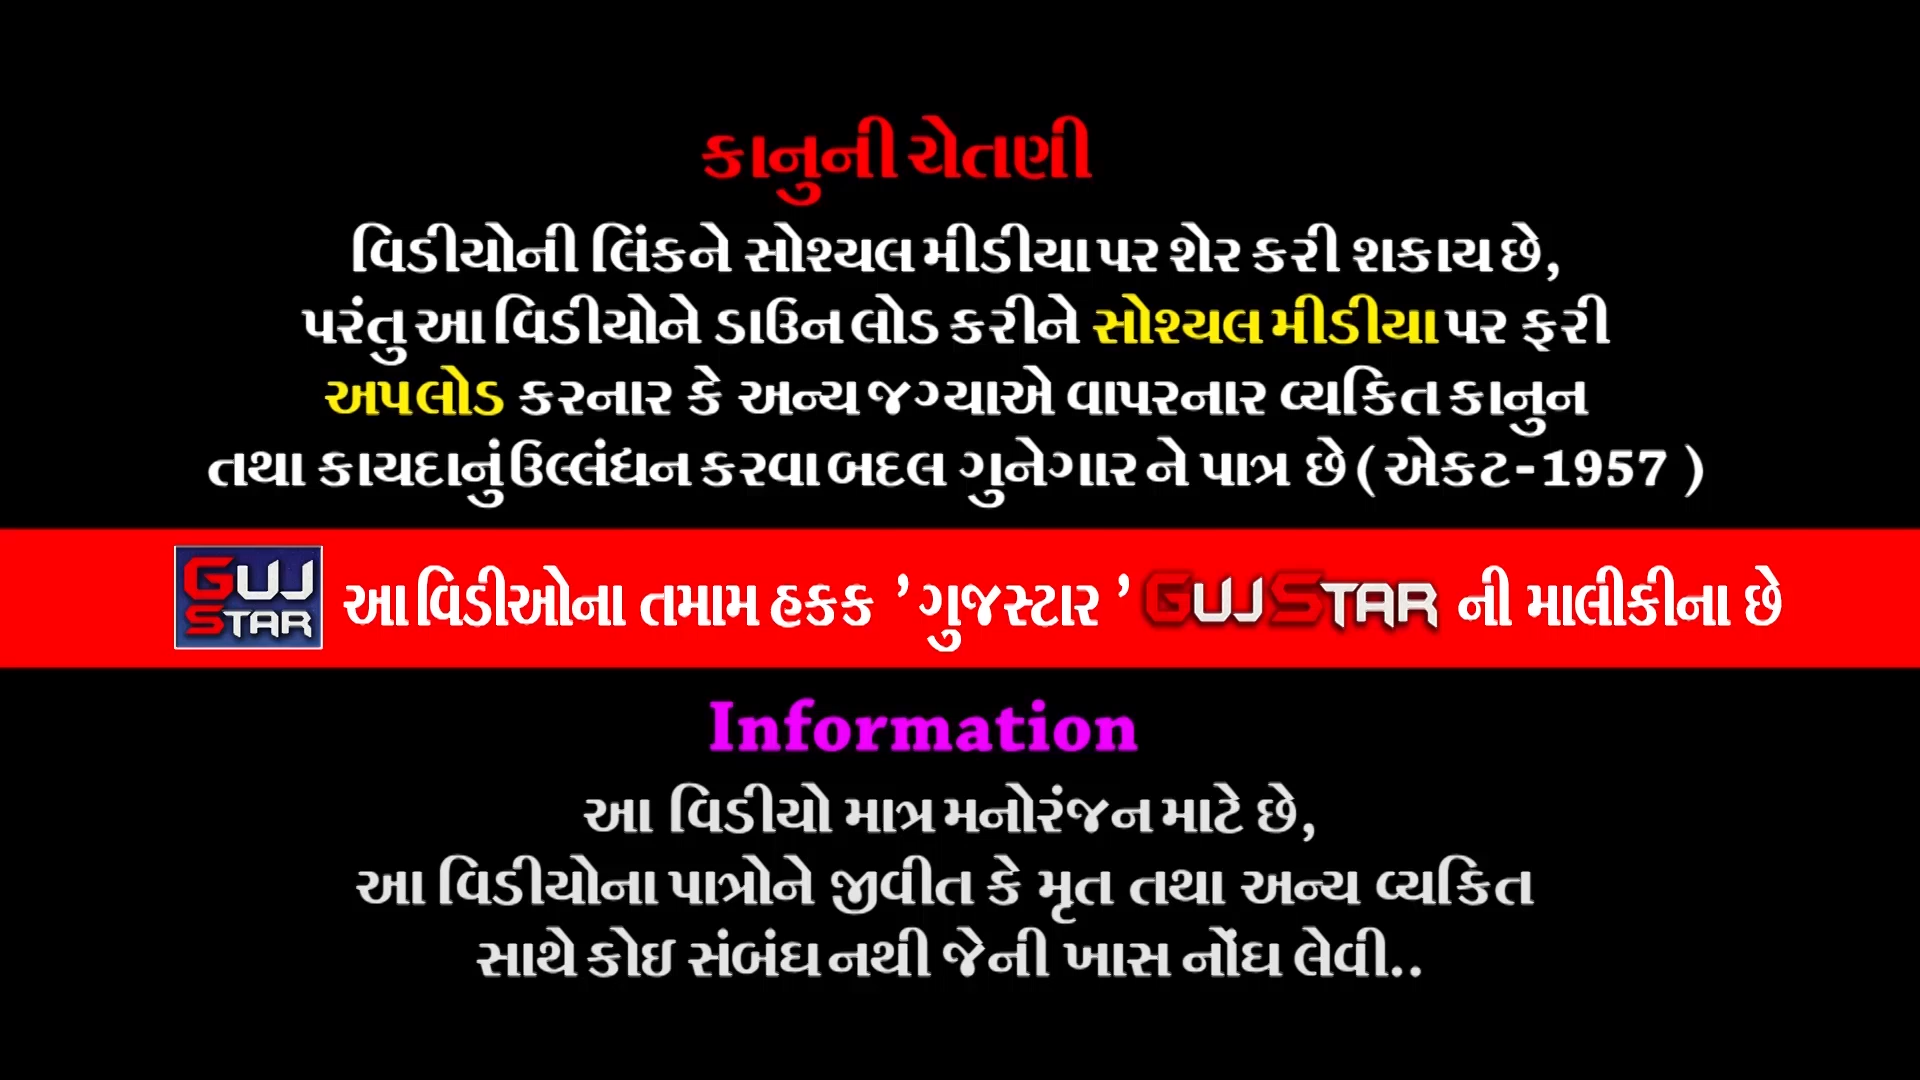 કાનુની ચેતણી
વિડીયોની લિંકને સોશ્યલ મીડીયા પર શેર કરી શકાય છે,
પરંતુ આ વિડીયોને ડાઉન લોડ કરીને સોશ્યલ મીડીયા પર ફરી
અપલોડ કરનાર કે અન્ય જગ્યાએ વાપરનાર વ્યકિત કાનુન
તથા કાયદાનું ઉલ્લંઘન કરવા બદલ ગુનેગાર ને પાત્ર છે ( એકટ-1957 )
GUJ STAR આ વિડીઓના તમામ હકક ’ ગુજસ્ટાર ’ GUJ STAR ની માલીકીના છે
Information
આ વિડીયો માત્ર મનોરંજન માટે છે,
આ વિડીયોના પાત્રોને જીવીત કે મૃત તથા અન્ય વ્યકિત
સાથે કોઇ સંબંઘ નથી જેની ખાસ નોંઘ લેવી..